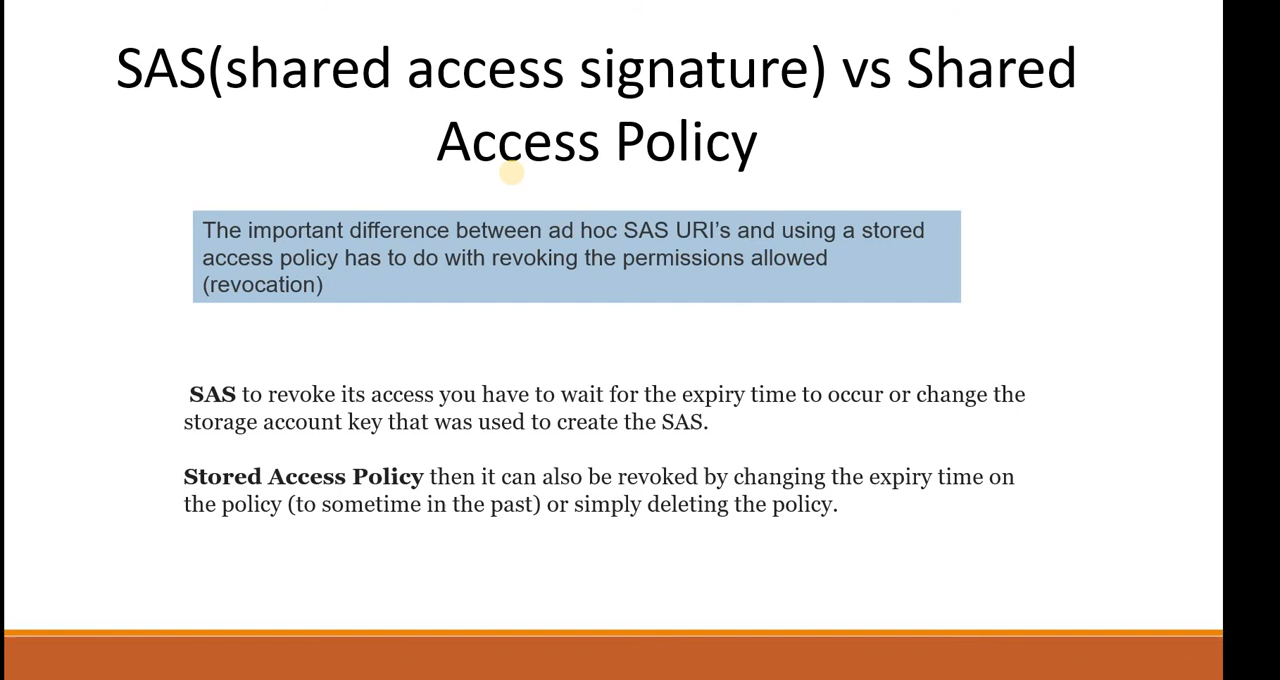 SAS(shared access signature) vs Shared
Access Policy
The important difference between ad hoc SAS URI’s and using a stored
access policy has to do with revoking the permissions allowed
(revocation)
SAS to revoke its access you have to wait for the expiry time to occur or change the
storage account key that was used to create the SAS.
Stored Access Policy then it can also be revoked by changing the expiry time on
the policy (to sometime in the past) or simply deleting the policy.